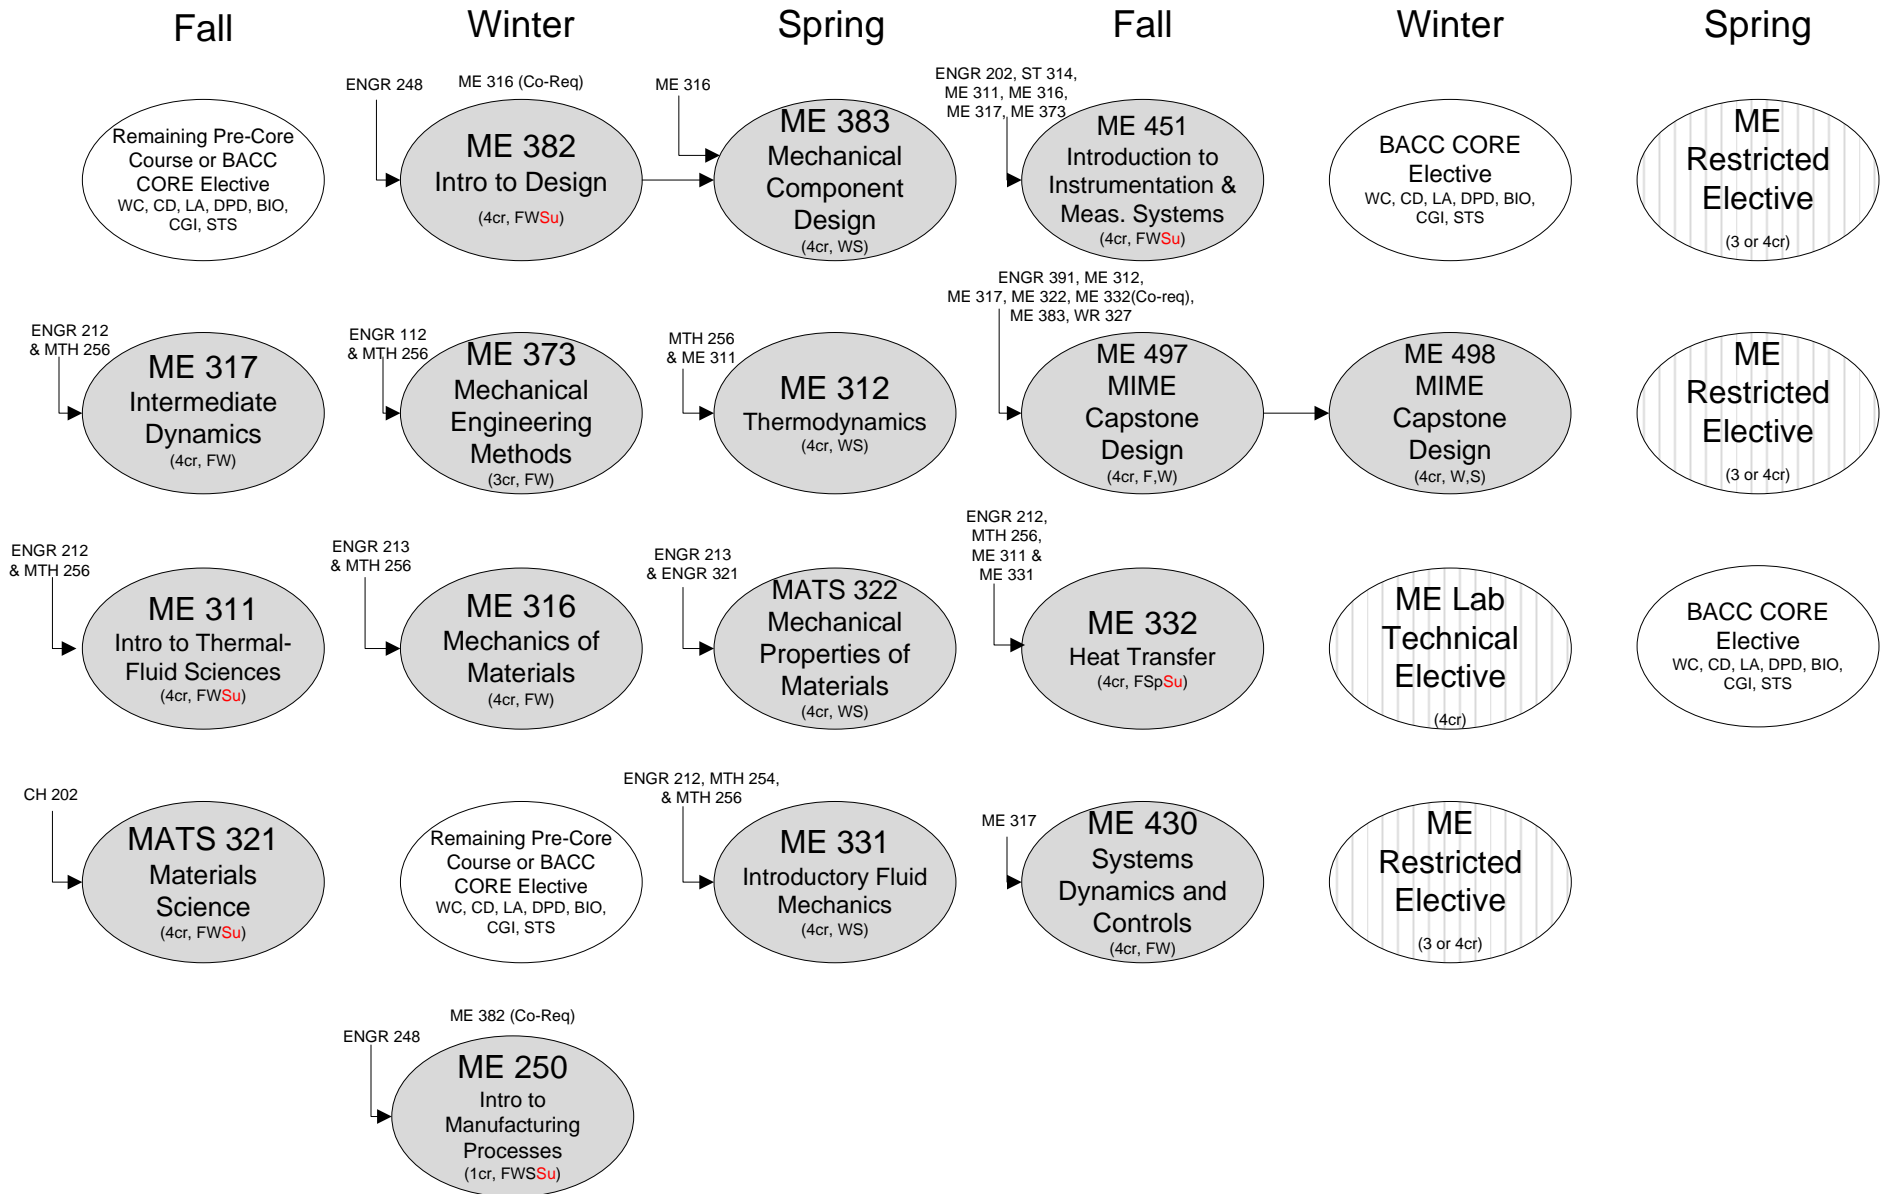 Fall
Winter
Spring
Fall
Winter
Spring
Remaining Pre-Core
Course or BACC
CORE Elective
WC, CD, LA, DPD, BIO,
CGI, STS
ENGR 248
ME 316 (Co-Req)
ME 382
Intro to Design
(4cr, FWSu)
ME 316
ME 383
Mechanical
Component
Design
(4cr, WS)
ENGR 202, ST 314,
ME 311, ME 316,
ME 317, ME 373
ME 451
Introduction to
Instrumentation &
Meas. Systems
(4cr, FWSu)
BACC CORE
Elective
WC, CD, LA, DPD, BIO,
CGI, STS
ME
Restricted
Elective
(3 or 4cr)
ENGR 212
& MTH 256
ME 317
Intermediate
Dynamics
(4cr, FW)
ENGR 112
& MTH 256
ME 373
Mechanical
Engineering
Methods
(3cr, FW)
MTH 256
& ME 311
ME 312
Thermodynamics
(4cr, WS)
ENGR 391, ME 312,
ME 317, ME 322, ME 332(Co-req),
ME 383, WR 327
ME 497
MIME
Capstone
Design
(4cr, F,W)
ME 498
MIME
Capstone
Design
(4cr, W,S)
ME
Restricted
Elective
(3 or 4cr)
ENGR 212
& MTH 256
ME 311
Intro to Thermal-
Fluid Sciences
(4cr, FWSu)
ENGR 213
& MTH 256
ME 316
Mechanics of
Materials
(4cr, FW)
ENGR 213
& ENGR 321
MATS 322
Mechanical
Properties of
Materials
(4cr, WS)
ENGR 212,
MTH 256,
ME 311 &
ME 331
ME 332
Heat Transfer
(4cr, FSpSu)
ME Lab
Technical
Elective
(4cr)
BACC CORE
Elective
WC, CD, LA, DPD, BIO,
CGI, STS
CH 202
MATS 321
Materials
Science
(4cr, FWSu)
Remaining Pre-Core
Course or BACC
CORE Elective
WC, CD, LA, DPD, BIO,
CGI, STS
ENGR 212, MTH 254,
& MTH 256
ME 331
Introductory Fluid
Mechanics
(4cr, WS)
ME 317
ME 430
Systems
Dynamics and
Controls
(4cr, FW)
ME
Restricted
Elective
(3 or 4cr)
ENGR 248
ME 382 (Co-Req)
ME 250
Intro to
Manufacturing
Processes
(1cr, FWSSu)